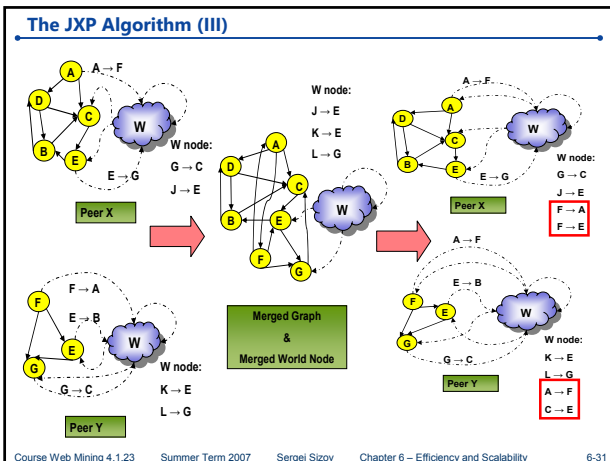 The JXP Algorithm (III)
A → F
A
D
C
B
E
W
E → G
W node:
G → C
J → E
Peer X
F → A
F
E → B
E
G
W
G → C
W node:
K → E
L → G
Peer Y
W node:
J → E
K → E
L → G
A
D
C
B
E
W
F
G
Merged Graph
&
Merged World Node
A → F
A
D
C
B
E
W
E → G
W node:
G → C
J → E
F → A
F → E
Peer X
A → F
F
E → B
E
G
W
G → C
W node:
K → E
L → G
A → F
C → E
Peer Y
Course Web Mining 4.1.23 Summer Term 2007 Sergej Sizov Chapter 6 – Efficiency and Scalability 6-31